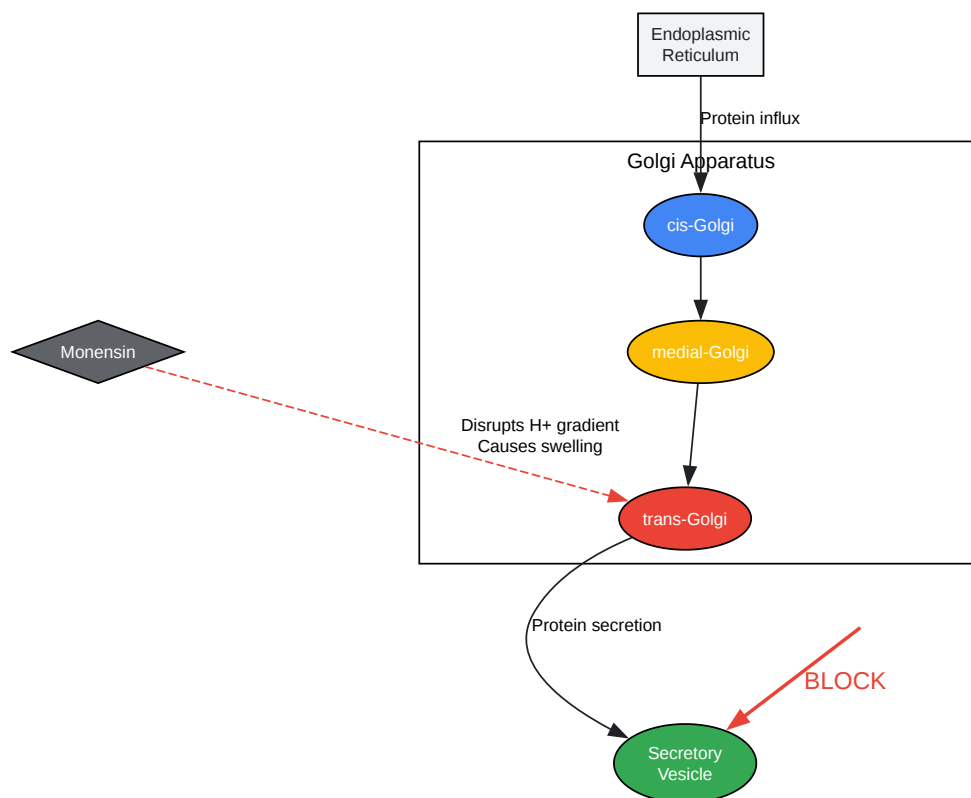 Endoplasmic
Reticulum
Protein influx
Golgi Apparatus
cis-Golgi
Monensin
medial-Golgi
Disrupts H+ gradient
Causes swelling
trans-Golgi
Protein secretion
BLOCK
Secretory
Vesicle